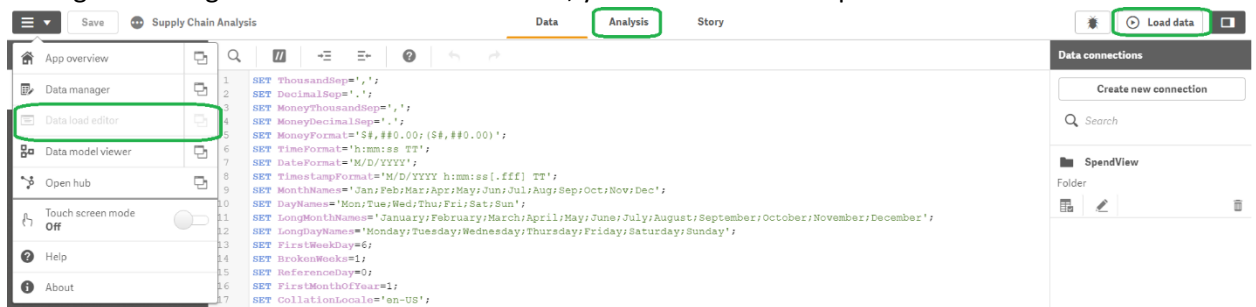 Save Supply Chain Analysis Data Analysis Story Load data
App overview
Data manager
Data load editor
Data model viewer
Open hub
Touch screen mode
Off
Help
About
1 SET ThousandSep=',';
2 SET DecimalSep='.';
3 SET MoneyThousandSep=',';
4 SET MoneyDecimalSep='.';
5 SET MoneyFormat='$#,##0.00;($#,##0.00)';
6 SET TimeFormat='h:mm:ss TT';
7 SET DateFormat='M/D/YYYY';
8 SET TimestampFormat='M/D/YYYY h:mm:ss[.fff] TT';
9 SET MonthNames='Jan;Feb;Mar;Apr;May;Jun;Jul;Aug;Sep;Oct;Nov;Dec';
10 SET DayNames='Mon;Tue;Wed;Thu;Fri;Sat;Sun';
11 SET LongMonthNames='January;February;March;April;May;June;July;August;September;October;November;December';
12 SET LongDayNames='Monday;Tuesday;Wednesday;Thursday;Friday;Saturday;Sunday';
13 SET FirstWeekDay=6;
14 SET BrokenWeeks=1;
15 SET ReferenceDay=0;
16 SET FirstMonthOfYear=1;
17 SET CollationLocale='en-US';
Data connections
Create new connection
Search
SpendView
Folder